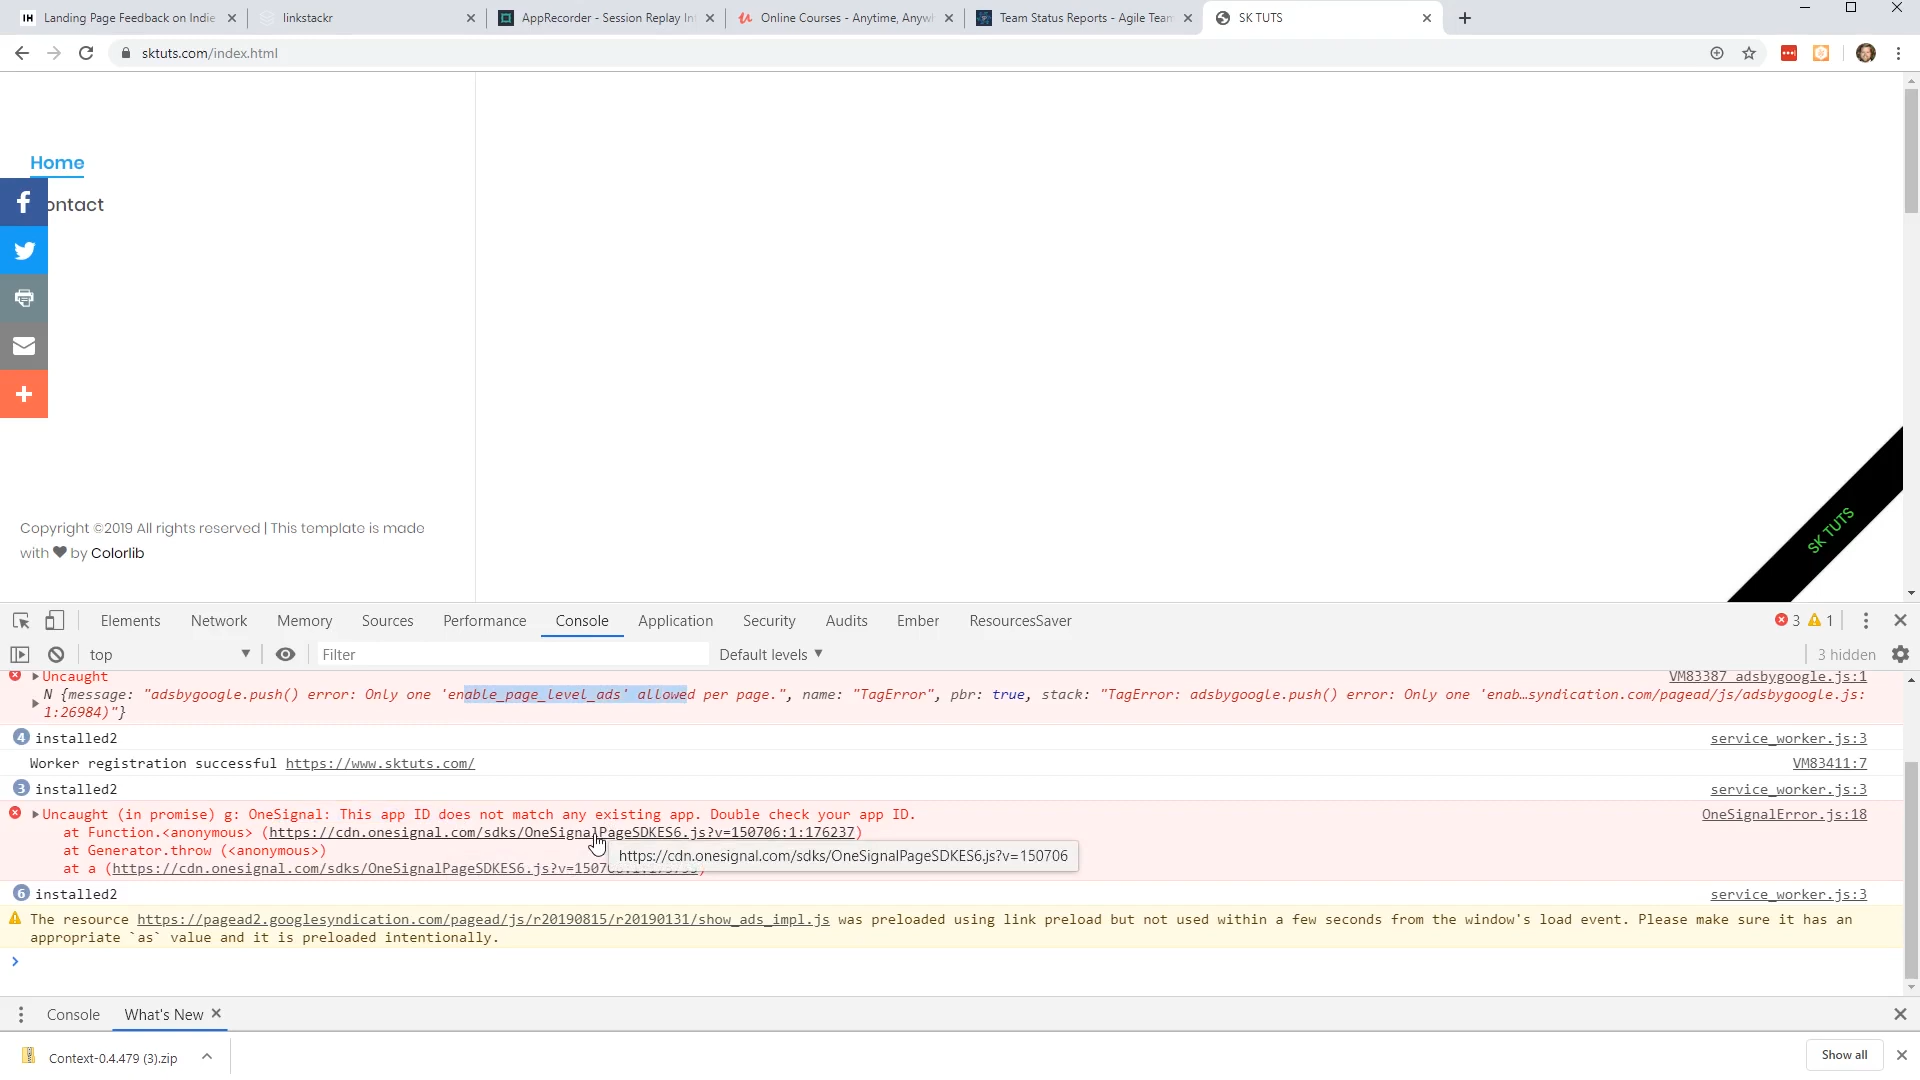 IH Landing Page Feedback on Indie
linkstackr
AppRecorder - Session Replay In
Online Courses - Anytime, Anywh
Team Status Reports - Agile Team
SK TUTS
sktuts.com/index.html
Home
ontact
SK TUTS
Copyright ©2019 All rights reserved | This template is made
with ❤ by Colorlib
Elements Network Memory Sources Performance Console Application Security Audits Ember ResourcesSaver 3 1
top Filter Default levels 3 hidden
Uncaught VM83387 adsbygoogle.js:1
N {message: "adsbygoogle.push() error: Only one 'enable_page_level_ads' allowed per page.", name: "TagError", pbr: true, stack: "TagError: adsbygoogle.push() error: Only one 'enab…syndication.com/pagead/js/adsbygoogle.js:
1:26984)"}
4 installed2 service_worker.js:3
Worker registration successful https://www.sktuts.com/ VM83411:7
3 installed2 service_worker.js:3
Uncaught (in promise) g: OneSignal: This app ID does not match any existing app. Double check your app ID. OneSignalError.js:18
at Function.<anonymous> (https://cdn.onesignal.com/sdks/OneSignalPageSDKES6.js?v=150706:1:176237)
at Generator.throw (<anonymous>)
https://cdn.onesignal.com/sdks/OneSignalPageSDKES6.js?v=150706
at a (https://cdn.onesignal.com/sdks/OneSignalPageSDKES6.js?v=1507
6 installed2 service_worker.js:3
The resource https://pagead2.googlesyndication.com/pagead/js/r20190815/r20190131/show_ads_impl.js was preloaded using link preload but not used within a few seconds from the window's load event. Please make sure it has an
appropriate `as` value and it is preloaded intentionally.
Console What's New
Context-0.4.479 (3).zip Show all